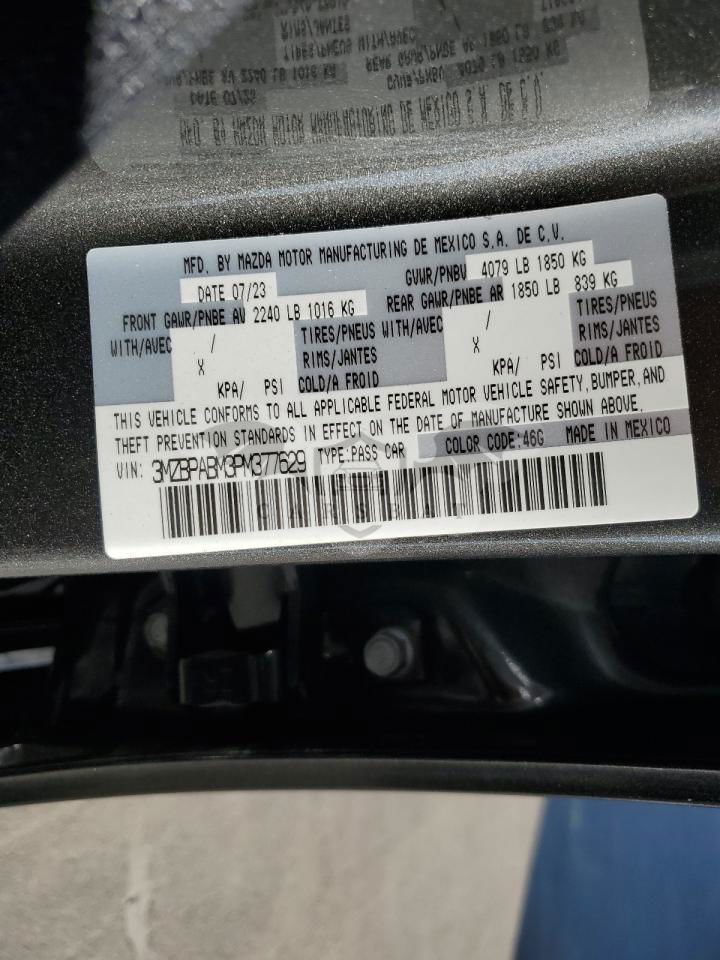 MFD. BY MAZDA MOTOR MANUFACTURING DE MEXICO S.A. DE C.V.
DATE 07/23 GVWR/PNBV 4079 LB 1850 KG
FRONT GAWR/PNBE AV 2240 LB 1016 KG REAR GAWR/PNBE AR 1850 LB 839 KG
WITH/AVEC / TIRES/PNEUS WITH/AVEC / TIRES/PNEUS
X RIMS/JANTES X RIMS/JANTES
KPA/ PSI COLD/A FROID KPA/ PSI COLD/A FROID
THIS VEHICLE CONFORMS TO ALL APPLICABLE FEDERAL MOTOR VEHICLE SAFETY, BUMPER, AND
THEFT PREVENTION STANDARDS IN EFFECT ON THE DATE OF MANUFACTURE SHOWN ABOVE.
VIN: 3MZBPABM3PM377629 TYPE:PASS CAR COLOR CODE:46G MADE IN MEXICO